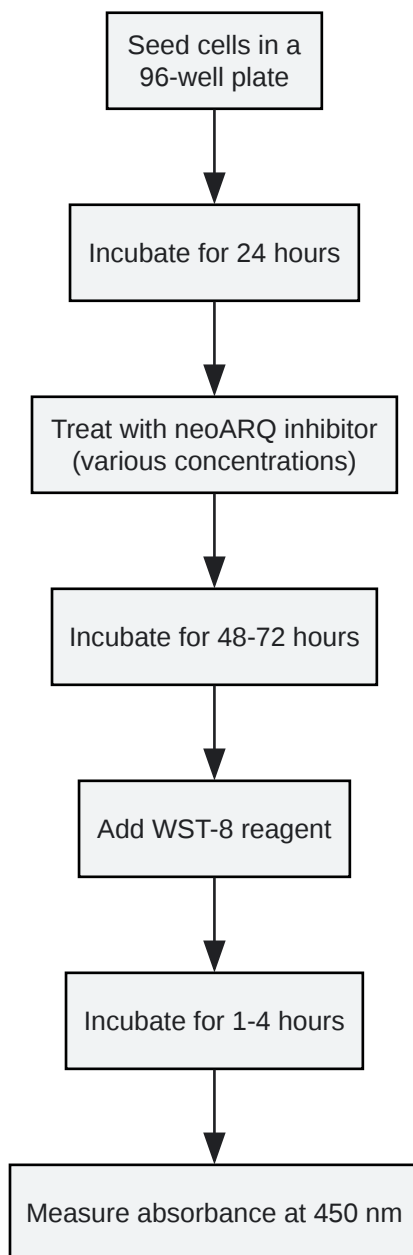 Seed cells in a
96-well plate
Incubate for 24 hours
Treat with neoARQ inhibitor
(various concentrations)
Incubate for 48-72 hours
Add WST-8 reagent
Incubate for 1-4 hours
Measure absorbance at 450 nm